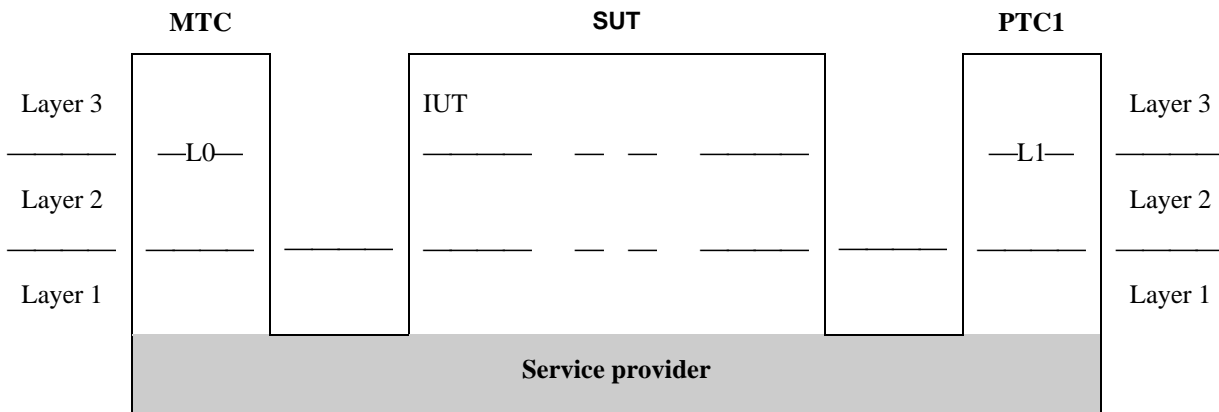 MTC SUT PTC1
Layer 3 IUT Layer 3
L0 L1
Layer 2 Layer 2
Layer 1 Layer 1
Service provider